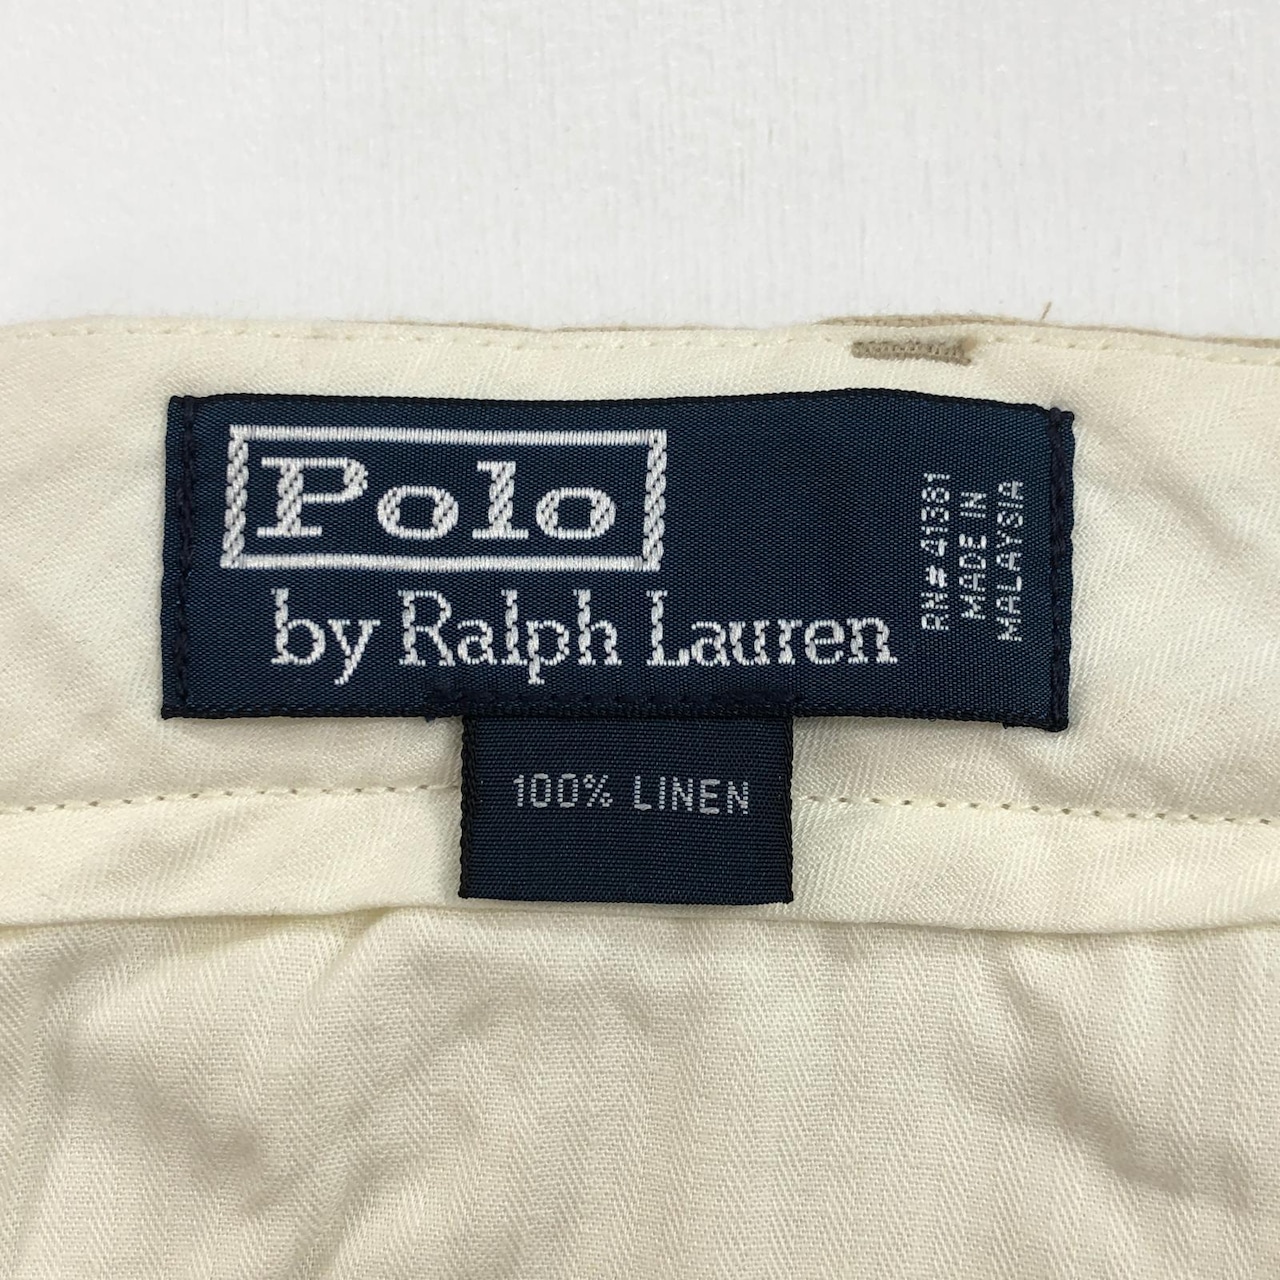 Polo
by Ralph Lauren
RN# 41381
MADE IN
MALAYSIA
100% LINEN